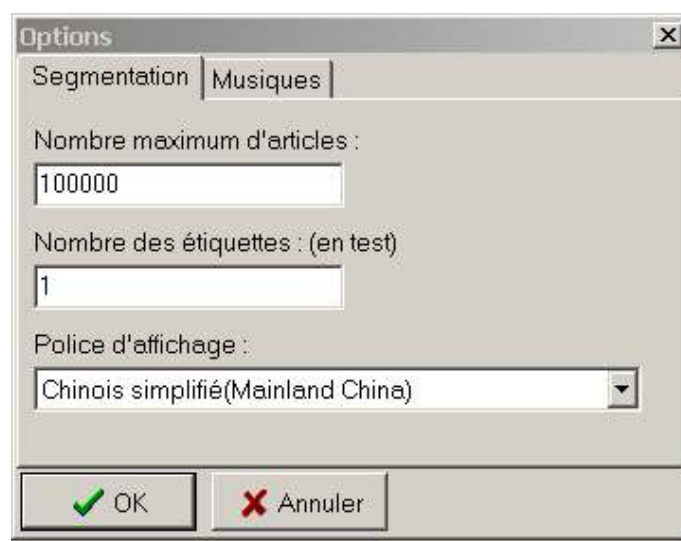 Options
Segmentation Musiques
Nombre maximum d'articles :
100000
Nombre des étiquettes : (en test)
1
Police d'affichage :
Chinois simplifié(Mainland China)
OK Annuler